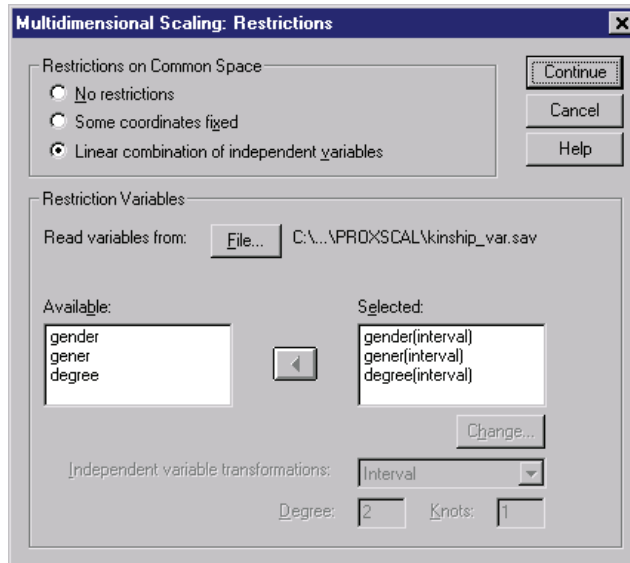 Multidimensional Scaling: Restrictions
Restrictions on Common Space
No restrictions
Some coordinates fixed
Linear combination of independent variables
Continue
Cancel
Help
Restriction Variables
Read variables from: File... C:\...\PROXSCAL\kinship_var.sav
Available:
gender
gener
degree
Selected:
gender(interval)
gener(interval)
degree(interval)
Change...
Independent variable transformations: Interval
Degree: 2 Knots: 1